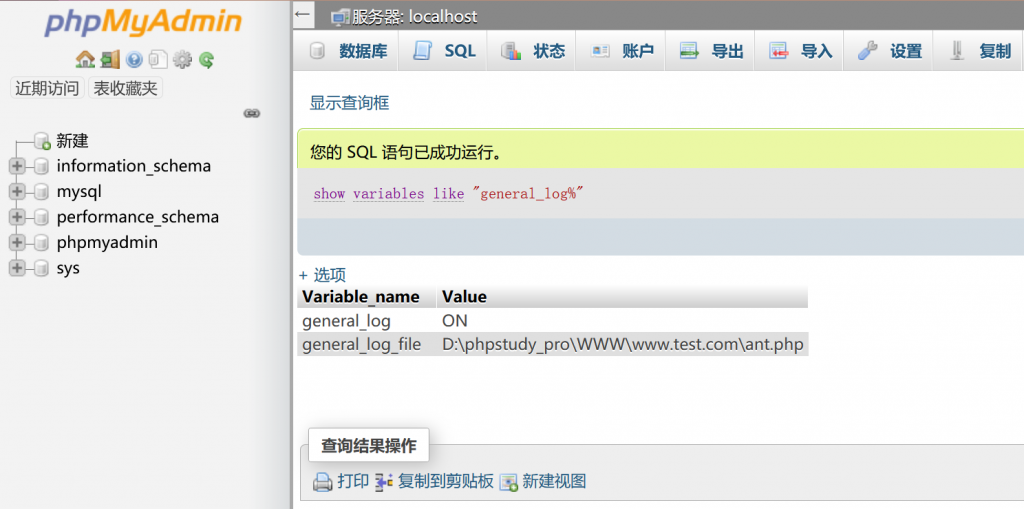 phpMyAdmin
近期访问 表收藏夹
新建
information_schema
mysql
performance_schema
phpmyadmin
sys
服务器: localhost
数据库 SQL 状态 账户 导出 导入 设置 复制
显示查询框
您的 SQL 语句已成功运行。
show variables like "general_log%"
+ 选项
Variable_name Value
general_log ON
general_log_file D:\phpstudy_pro\WWW\www.test.com\ant.php
查询结果操作
打印 复制到剪贴板 新建视图